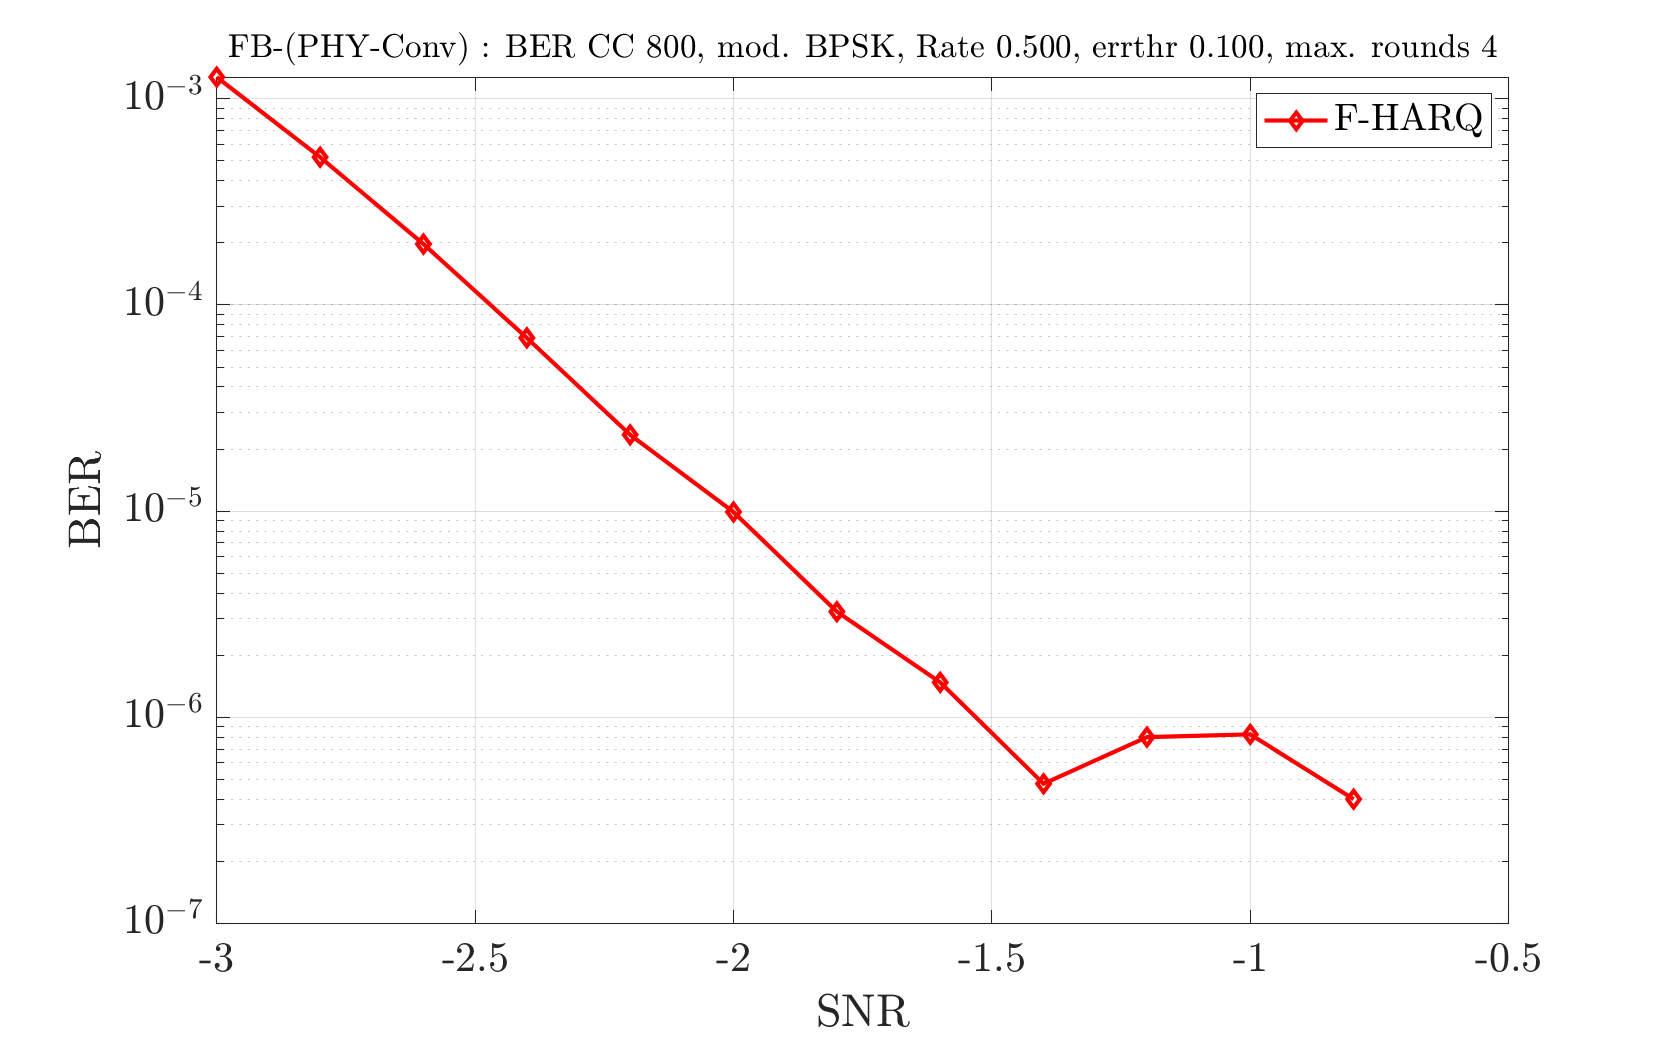 FB-(PHY-Conv) : BER CC 800, mod. BPSK, Rate 0.500, errthr 0.100, max. rounds 4
F-HARQ
BER
10⁻³
10⁻⁴
10⁻⁵
10⁻⁶
10⁻⁷
-3 -2.5 -2 -1.5 -1 -0.5
SNR